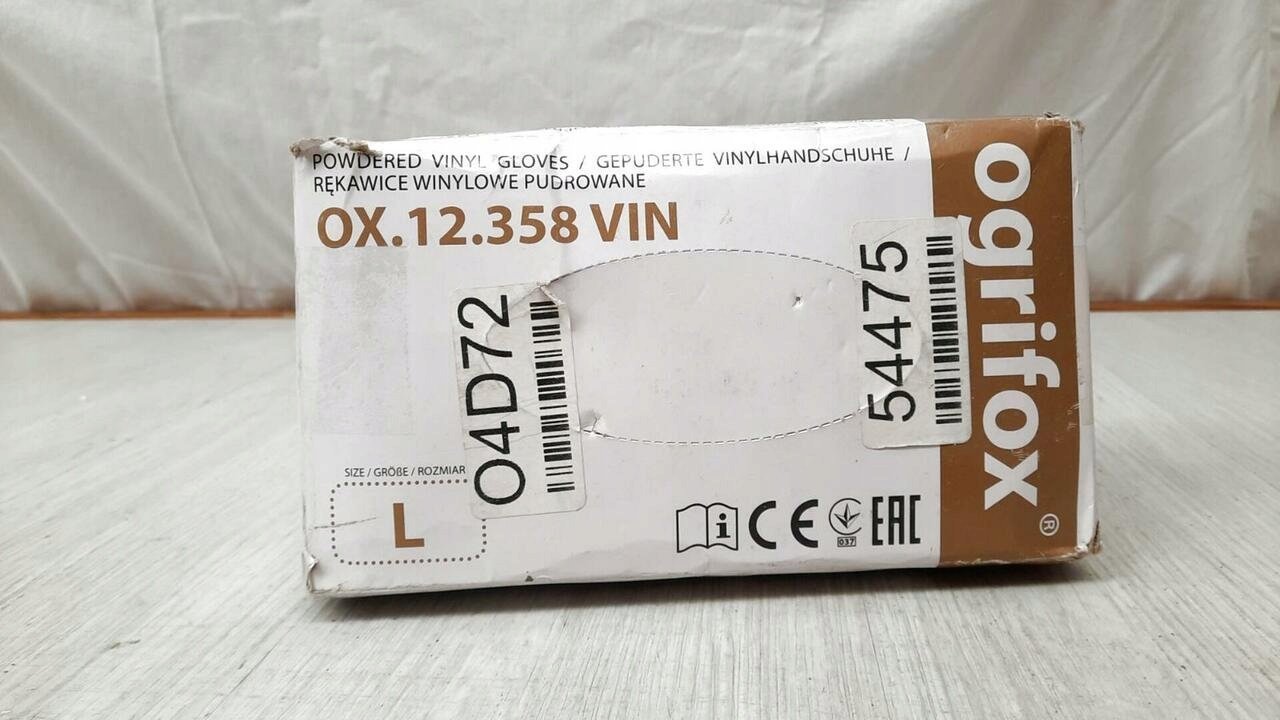 POWDERED VINYL GLOVES / GEPUDERTE VINYLHANDSCHUHE /
RĘKAWICE WINYLOWE PUDROWANE
OX.12.358 VIN
ogrifox®
O4D72
54475
SIZE / GRÖßE / ROZMIAR
L
i
CE
037
EAC